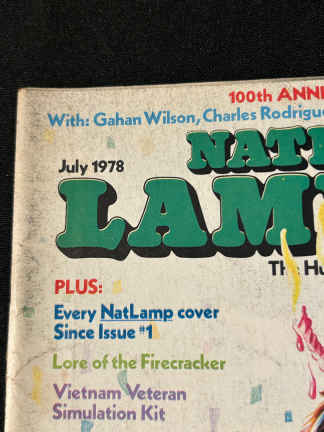 100th ANNI
With: Gahan Wilson, Charles Rodrigue
July 1978
NATI
LAM
The Hu
PLUS:
Every NatLamp cover
Since Issue #1
Lore of the Firecracker
Vietnam Veteran
Simulation Kit